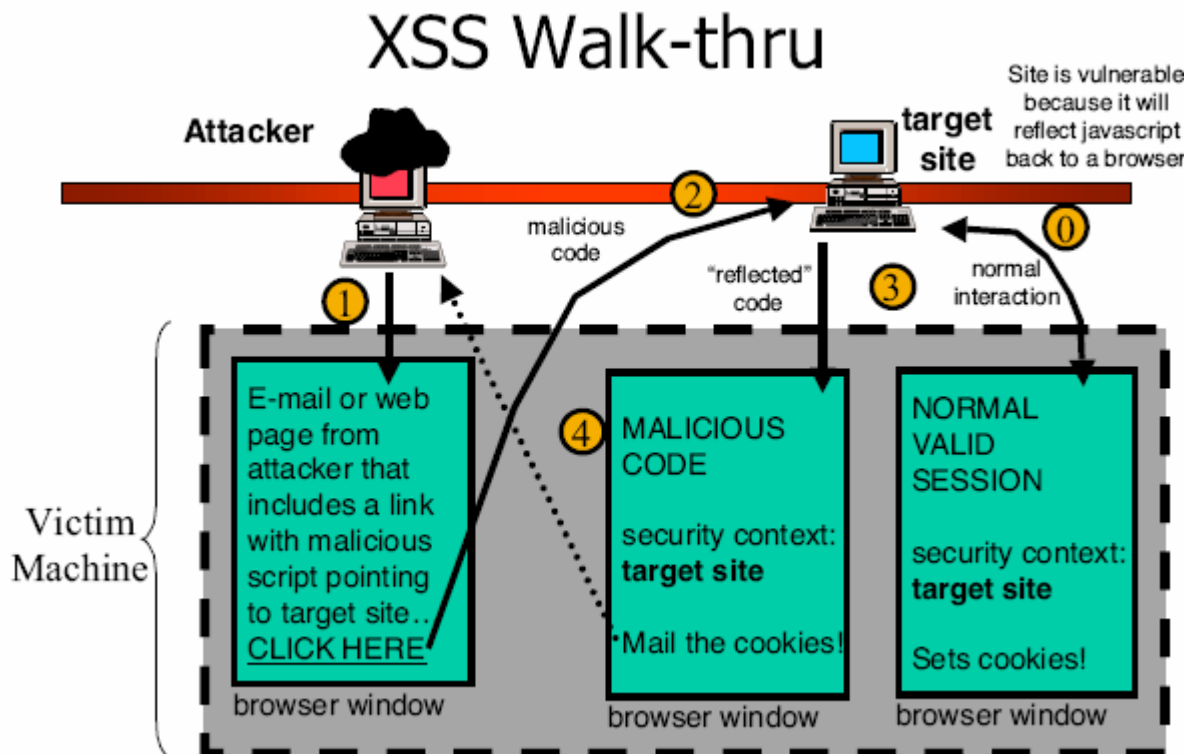 XSS Walk-thru
Attacker
target
site
Site is vulnerable
because it will
reflect javascript
back to a browser
2
0
malicious
code
"reflected"
code
3
normal
interaction
1
Victim
Machine
E-mail or web
page from
attacker that
includes a link
with malicious
script pointing
to target site..
CLICK HERE
browser window
4
MALICIOUS
CODE
security context:
target site
Mail the cookies!
browser window
NORMAL
VALID
SESSION
security context:
target site
Sets cookies!
browser window